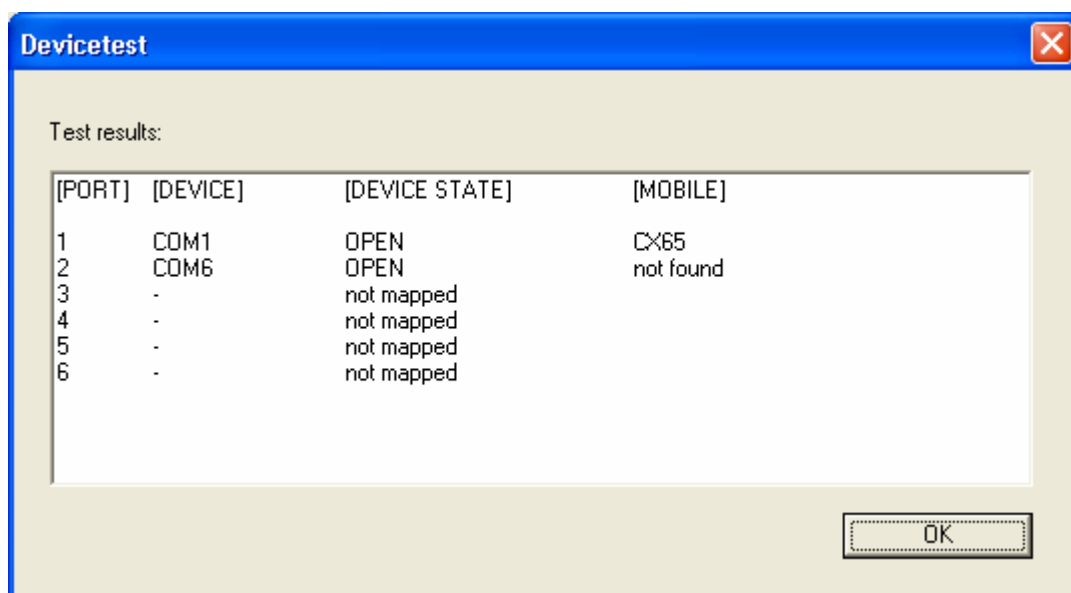 Devicetest
Test results:
[PORT] [DEVICE] [DEVICE STATE] [MOBILE]
1 COM1 OPEN CX65
2 COM6 OPEN not found
3 - not mapped
4 - not mapped
5 - not mapped
6 - not mapped
OK